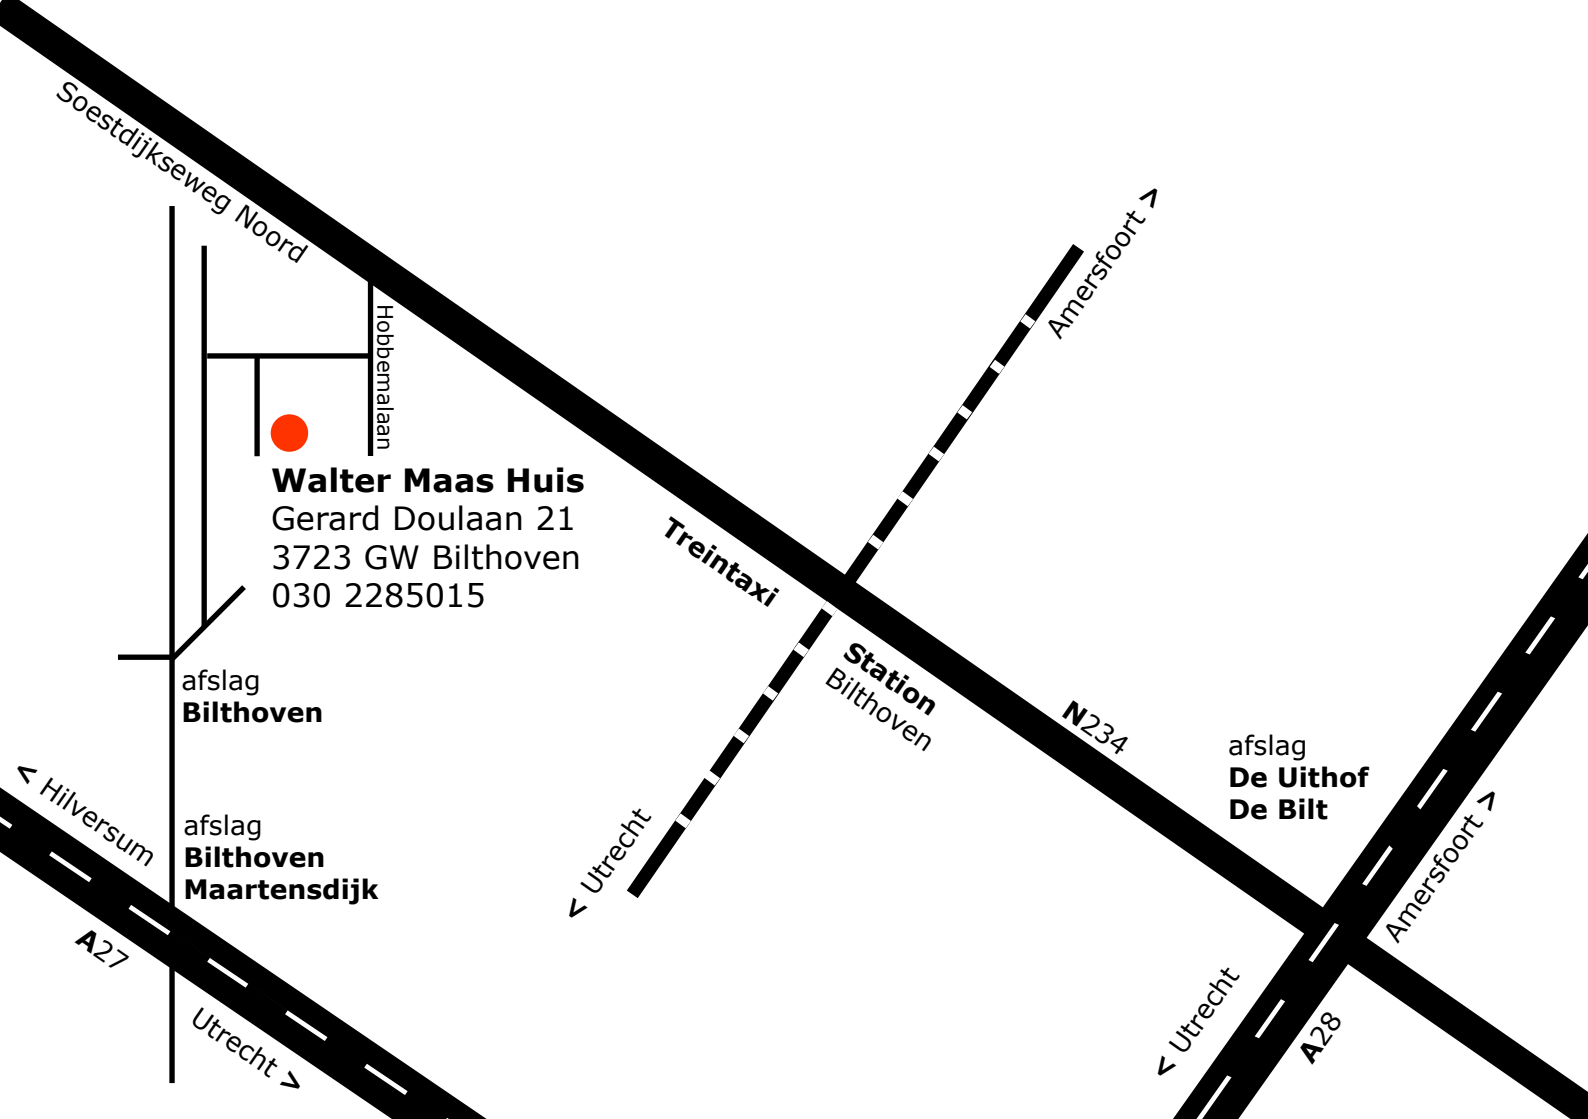 Soestdijkseweg Noord
Amersfoort >
Hobbemalaan
Walter Maas Huis
Gerard Doulaan 21
3723 GW Bilthoven
030 2285015
Treintaxi
Station
Bilthoven
afslag
Bilthoven
N234
afslag
De Uithof
De Bilt
< Hilversum
afslag
Bilthoven
Maartensdijk
< Utrecht
Amersfoort >
A27
Utrecht >
< Utrecht
A28